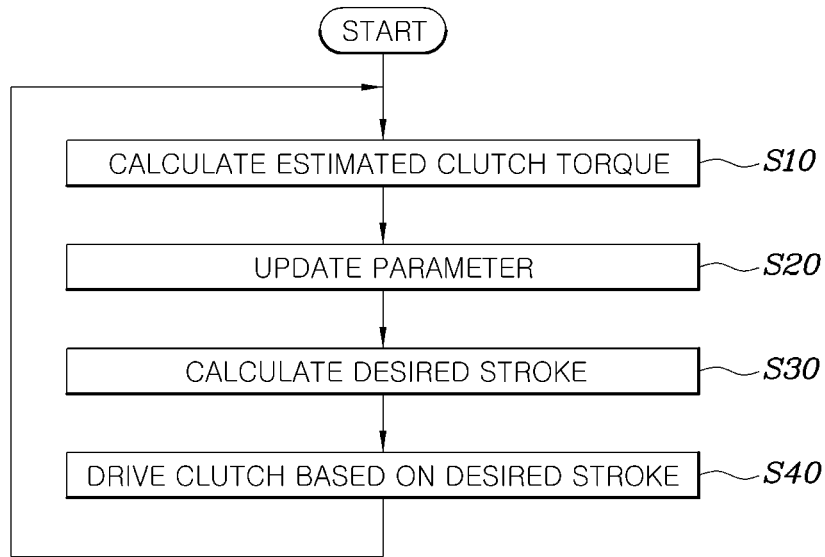 START
CALCULATE ESTIMATED CLUTCH TORQUE
S10
UPDATE PARAMETER
S20
CALCULATE DESIRED STROKE
S30
DRIVE CLUTCH BASED ON DESIRED STROKE
S40